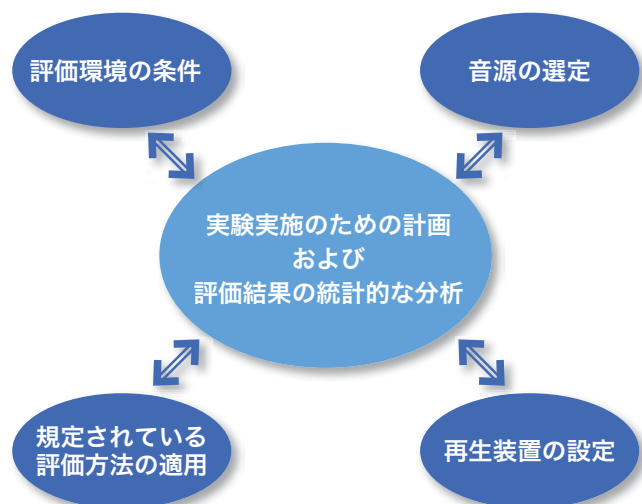 評価環境の条件
音源の選定
実験実施のための計画
および
評価結果の統計的な分析
規定されている
評価方法の適用
再生装置の設定